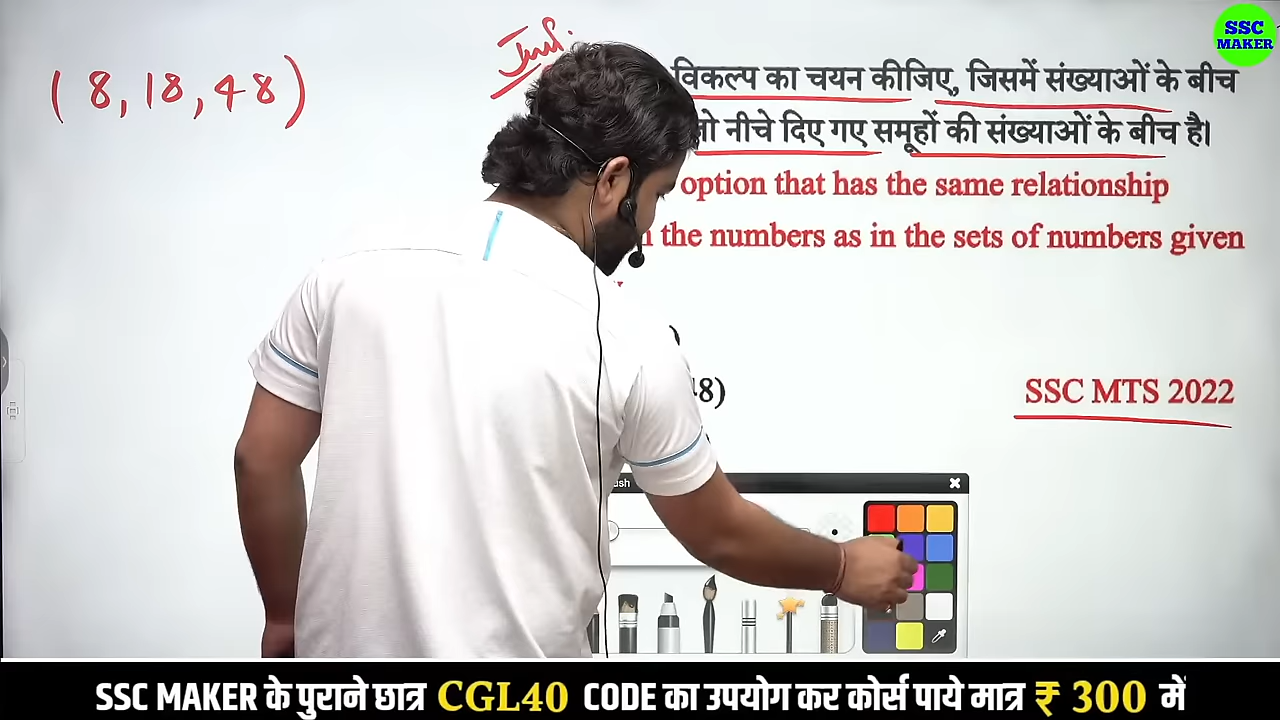 SSC
MAKER
(8, 18, 48)
विकल्प का चयन कीजिए, जिसमें संख्याओं के बीच
नीचे दिए गए समूहों की संख्याओं के बीच है।
option that has the same relationship
the numbers as in the sets of numbers given
48)
SSC MTS 2022
SSC MAKER के पुराने छात्र CGL40 CODE का उपयोग कर कोर्स पाये मात्र ₹ 300 में